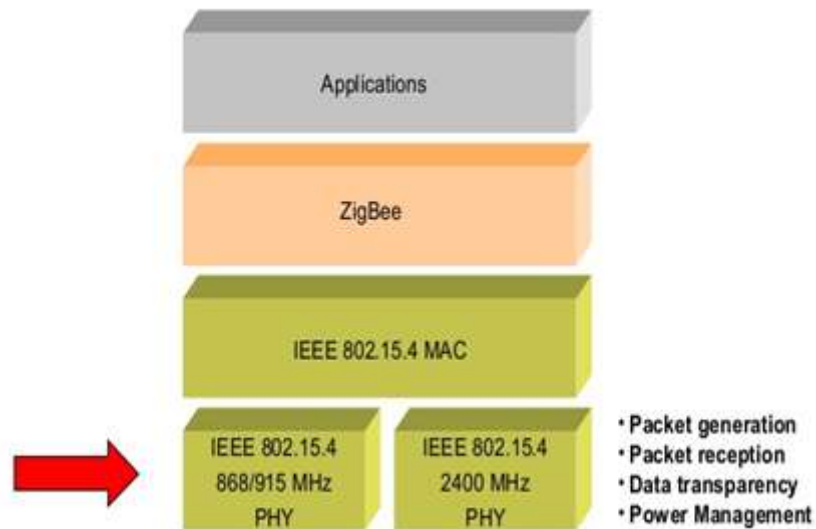 Applications
ZigBee
IEEE 802.15.4 MAC
IEEE 802.15.4
868/915 MHz
PHY
IEEE 802.15.4
2400 MHz
PHY
• Packet generation
• Packet reception
• Data transparency
• Power Management